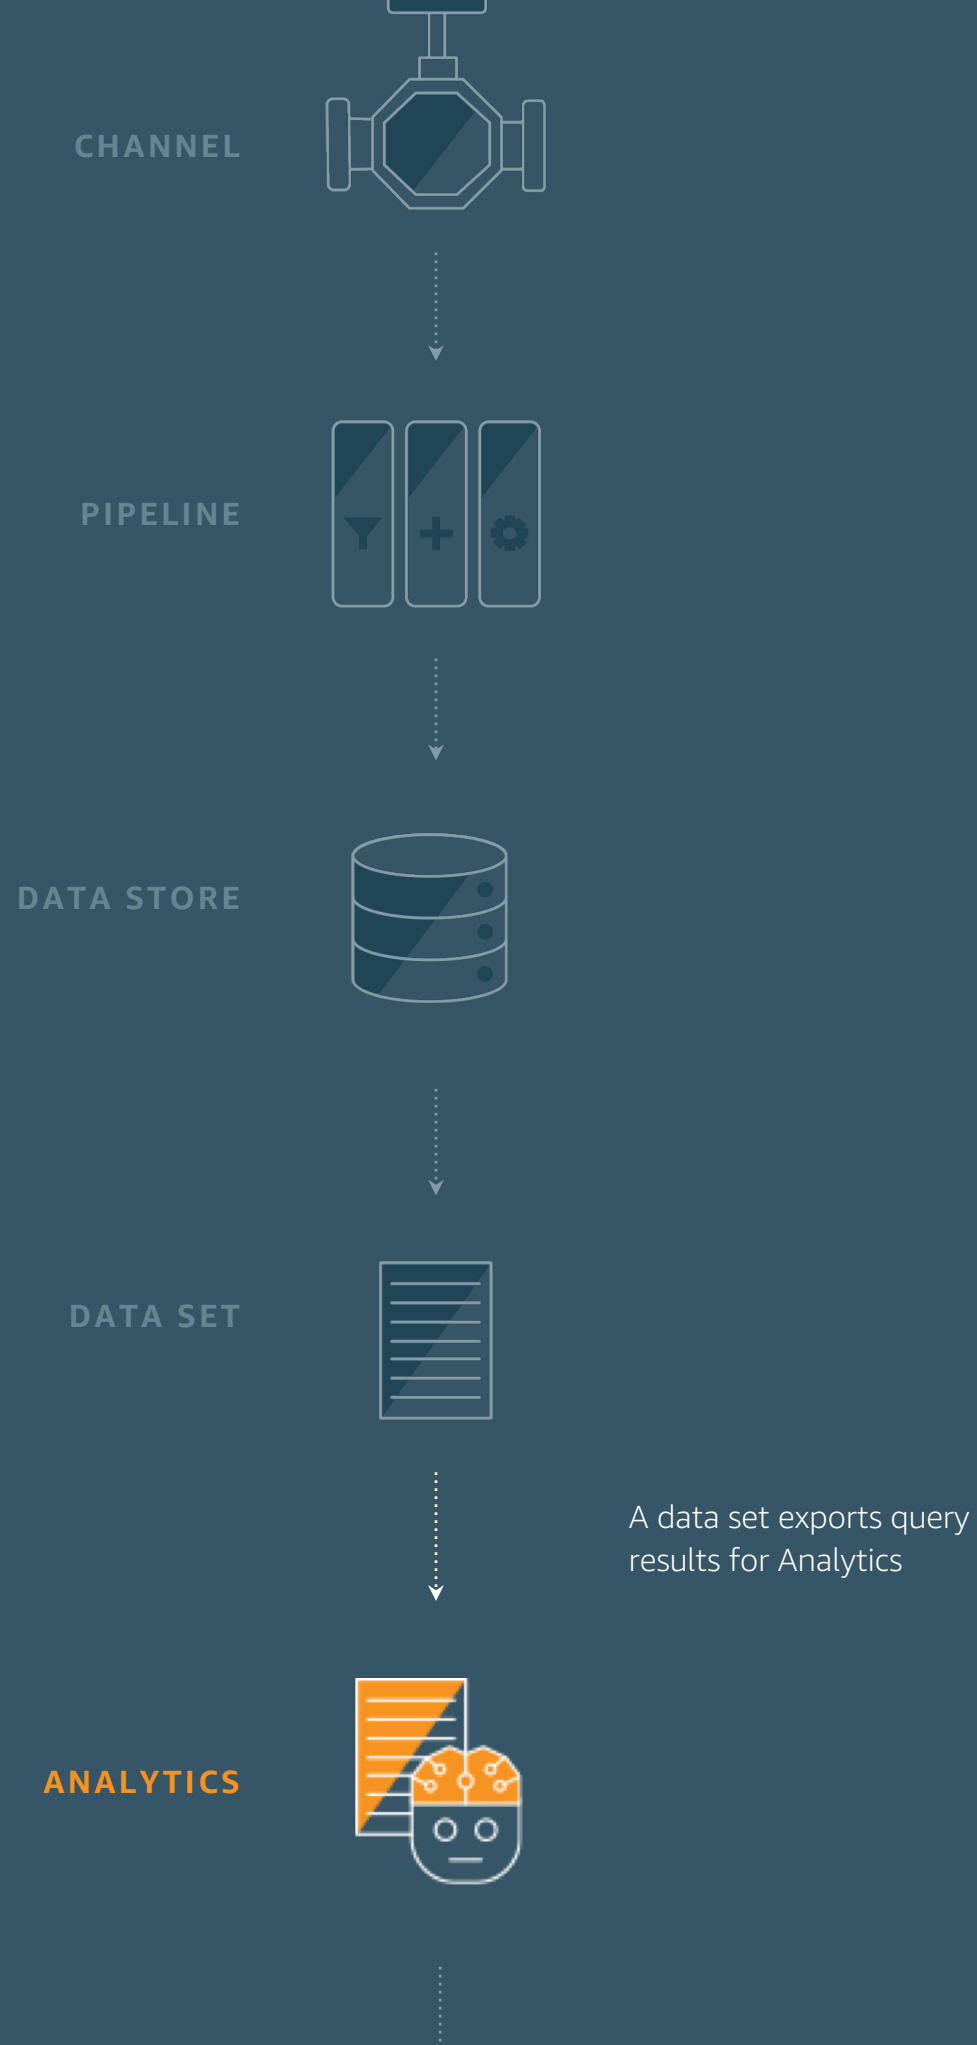 CHANNEL
PIPELINE
DATA STORE
DATA SET
A data set exports query
results for Analytics
ANALYTICS